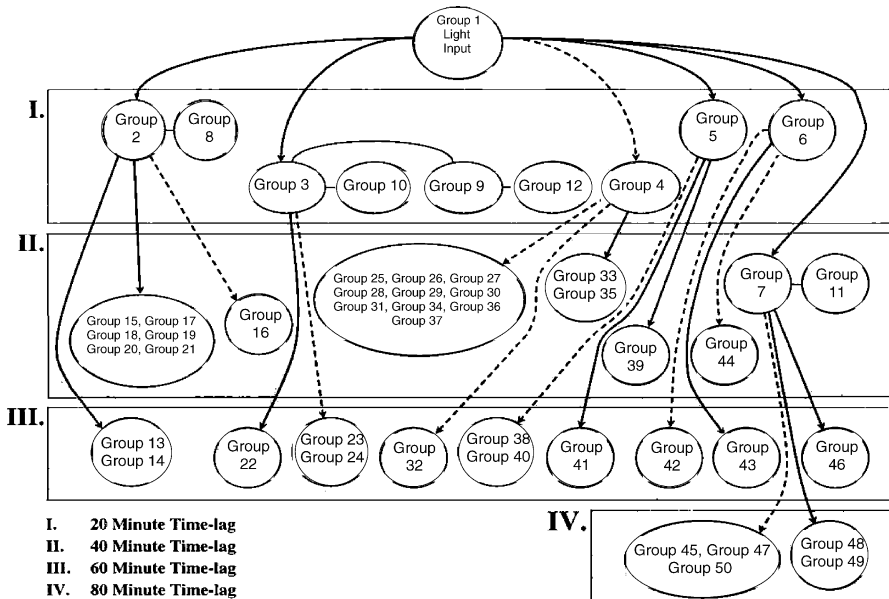 Group 1
Light
Input
I.
Group
2
Group
8
Group
5
Group
6
Group 3
Group 10
Group 9
Group 12
Group 4
II.
Group 15, Group 17
Group 18, Group 19
Group 20, Group 21
Group
16
Group 25, Group 26, Group 27
Group 28, Group 29, Group 30
Group 31, Group 34, Group 36
Group 37
Group 33
Group 35
Group
39
Group
44
Group
7
Group
11
III.
Group 13
Group 14
Group
22
Group 23
Group 24
Group
32
Group 38
Group 40
Group
41
Group
42
Group
43
Group
46
IV.
Group 45, Group 47
Group 50
Group 48
Group 49
I. 20 Minute Time-lag
II. 40 Minute Time-lag
III. 60 Minute Time-lag
IV. 80 Minute Time-lag